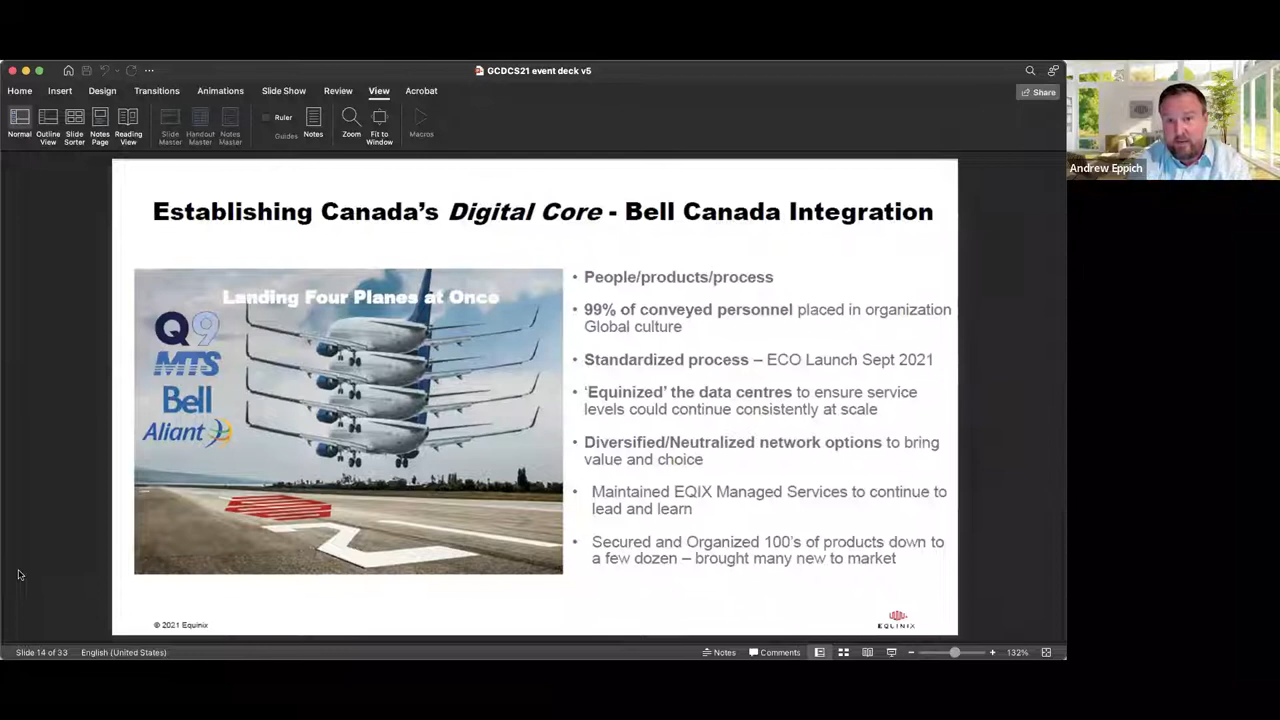 GCDCS21 event deck v5
Home Insert Design Transitions Animations Slide Show Review View Acrobat
Share
Normal Outline View Slide Sorter Notes Page Reading View Slide Master Handout Master Notes Master Ruler Guides Notes Zoom Fit to Window Macros
Andrew Eppich
Establishing Canada's Digital Core - Bell Canada Integration
Landing Four Planes at Once
Q9
MTS
Bell
Aliant
• People/products/process
• 99% of conveyed personnel placed in organization
Global culture
• Standardized process – ECO Launch Sept 2021
• 'Equinized' the data centres to ensure service
levels could continue consistently at scale
• Diversified/Neutralized network options to bring
value and choice
• Maintained EQIX Managed Services to continue to
lead and learn
• Secured and Organized 100's of products down to
a few dozen – brought many new to market
2
© 2021 Equinix
EQUINIX
Slide 14 of 33 English (United States) Notes Comments 132%